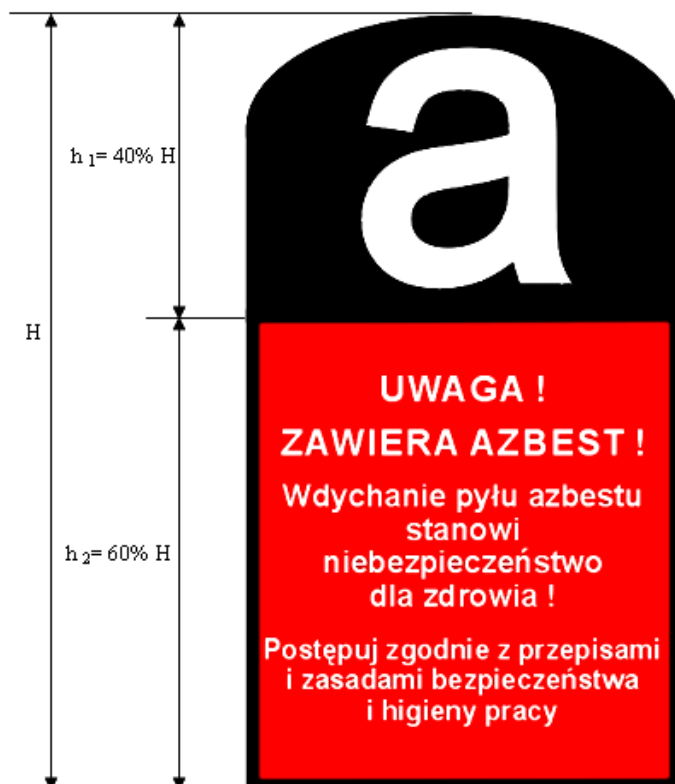 a
h 1= 40% H
H
h 2= 60% H
UWAGA !
ZAWIERA AZBEST !
Wdychanie pyłu azbestu
stanowi
niebezpieczeństwo
dla zdrowia !
Postępuj zgodnie z przepisami
i zasadami bezpieczeństwa
i higieny pracy